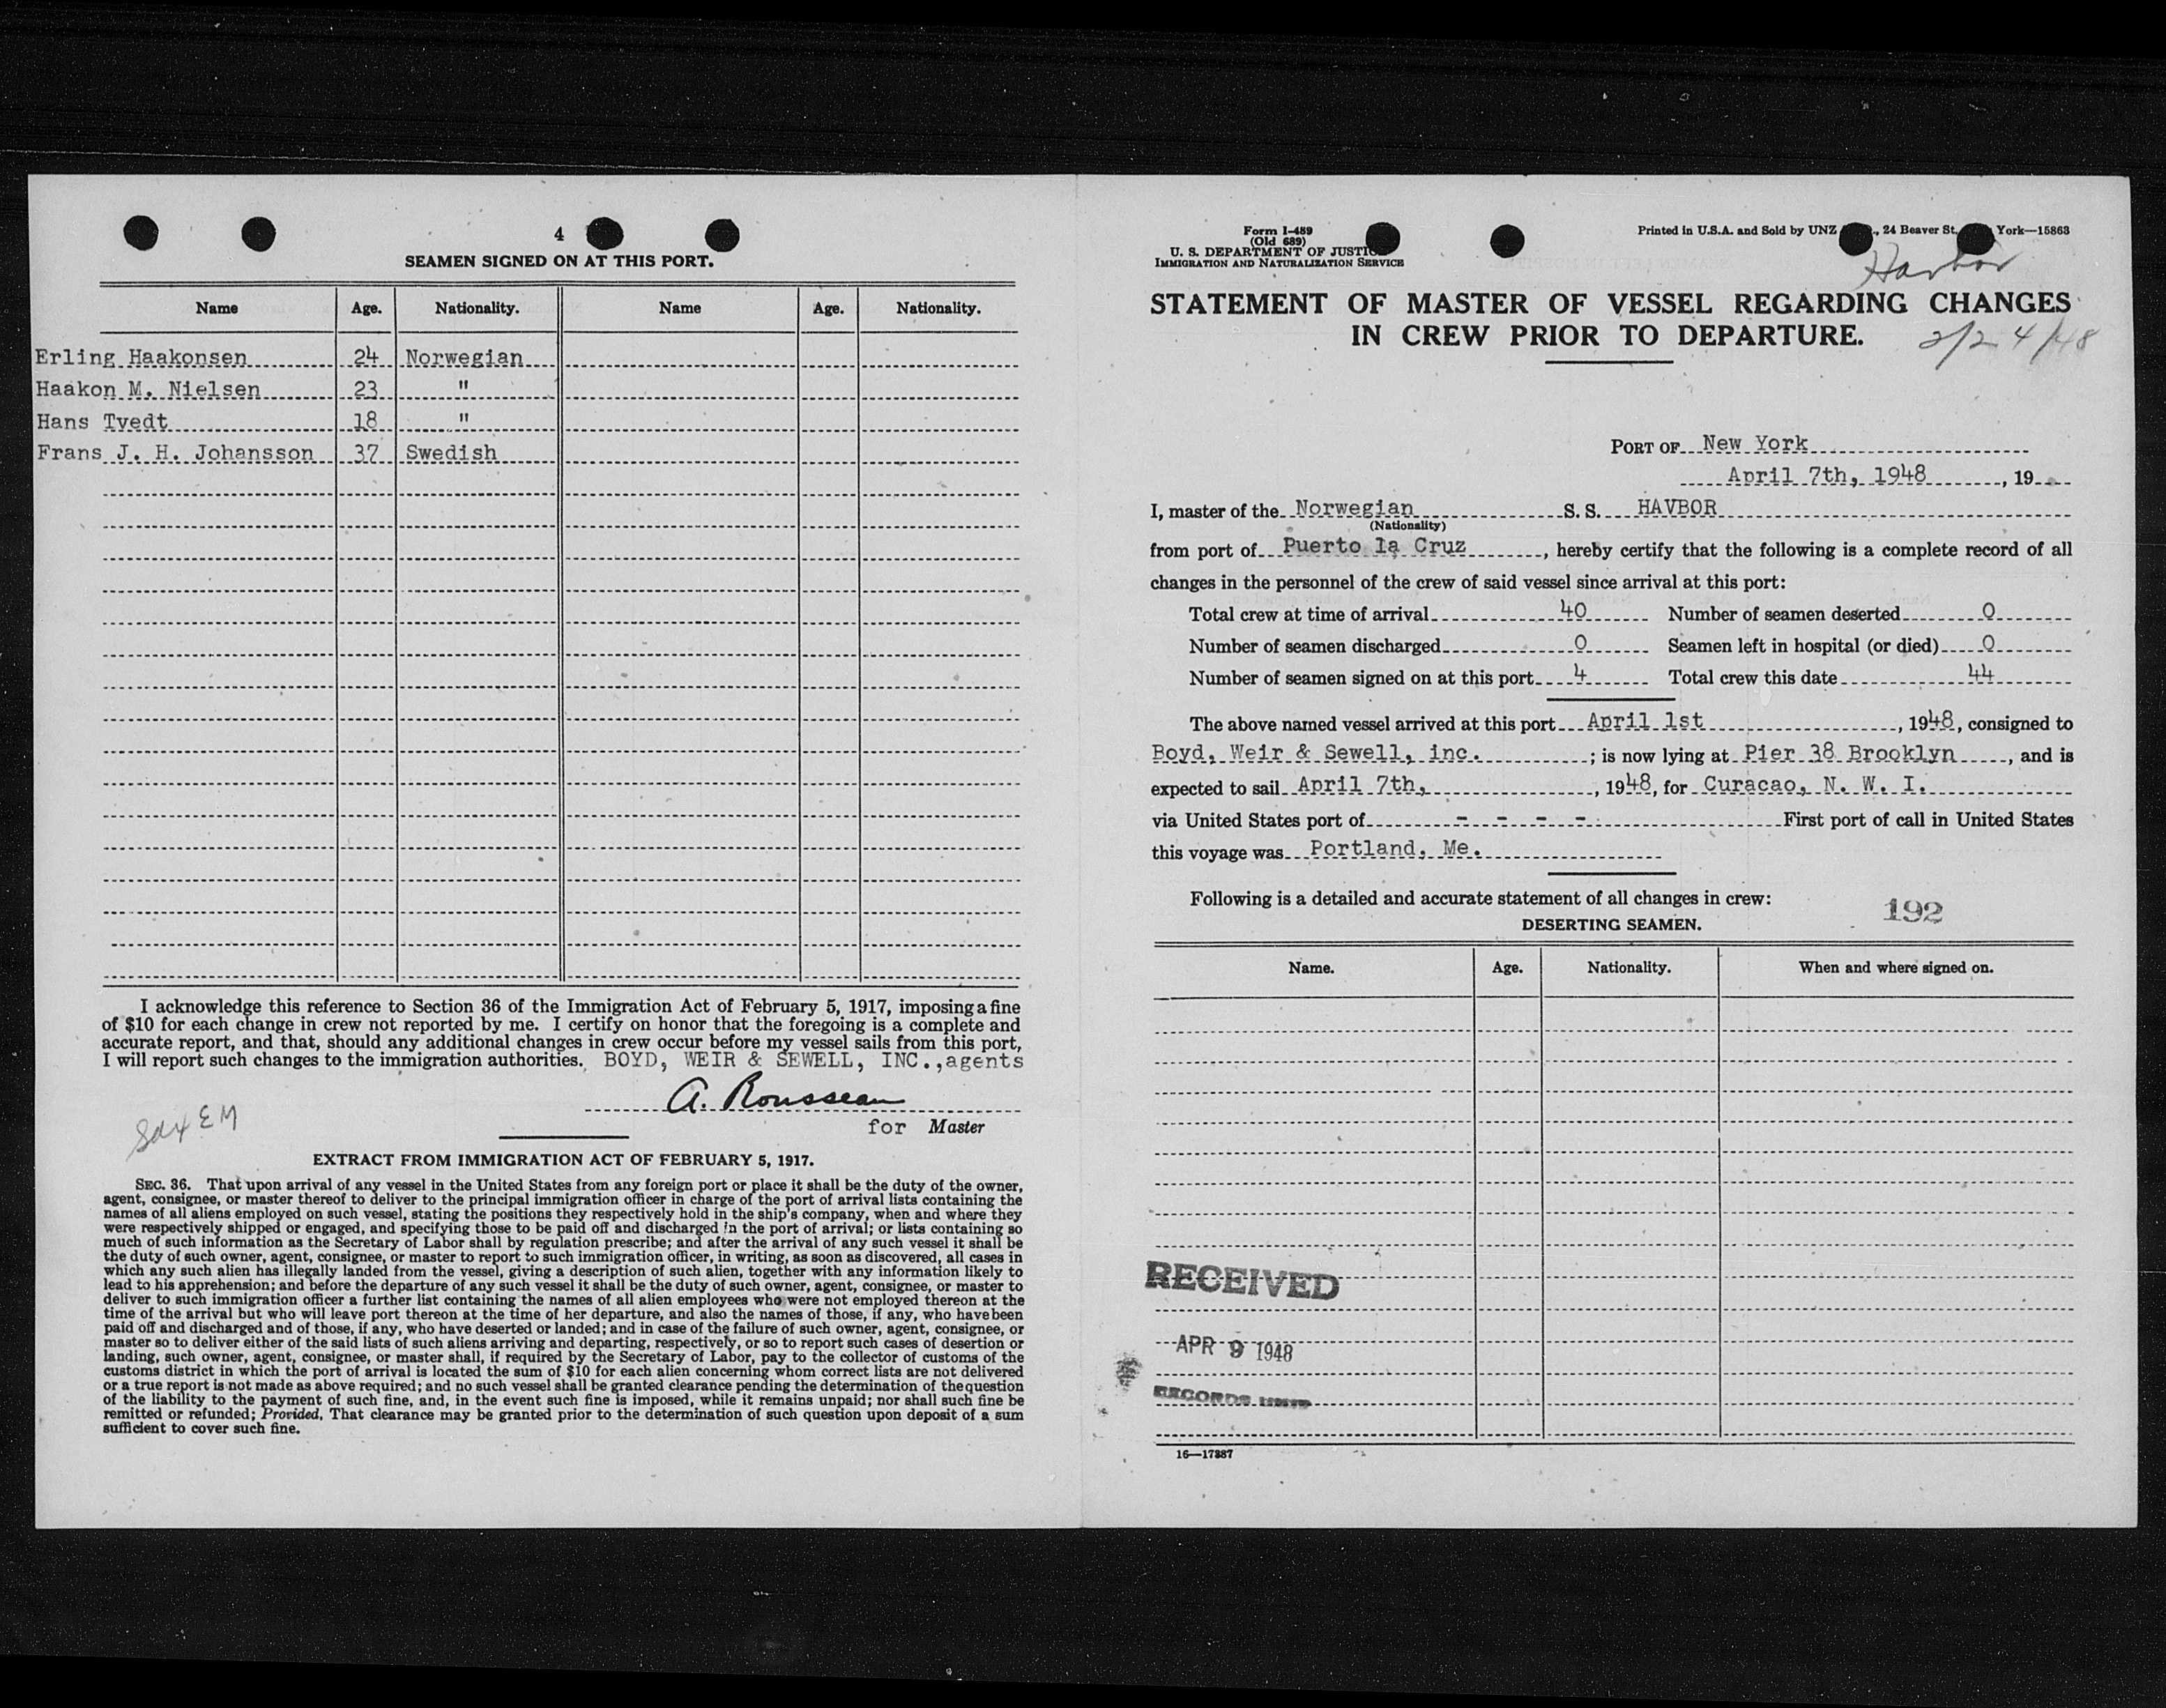 4
SEAMEN SIGNED ON AT THIS PORT.
Name Age. Nationality. Name Age. Nationality.
Erling Haakonsen 24 Norwegian
Haakon M. Nielsen 23 "
Hans Tvedt 18 "
Frans J. H. Johansson 37 Swedish
I acknowledge this reference to Section 36 of the Immigration Act of February 5, 1917, imposing a fine
of $10 for each change in crew not reported by me. I certify on honor that the foregoing is a complete and
accurate report, and that, should any additional changes in crew occur before my vessel sails from this port,
I will report such changes to the immigration authorities. BOYD, WEIR & SEWELL, INC., agents
A. Rousseau
for Master
EM
EXTRACT FROM IMMIGRATION ACT OF FEBRUARY 5, 1917.
SEC. 36. That upon arrival of any vessel in the United States from any foreign port or place it shall be the duty of the owner,
agent, consignee, or master thereof to deliver to the principal immigration officer in charge of the port of arrival lists containing the
names of all aliens employed on such vessel, stating the positions they respectively hold in the ship's company, when and where they
were respectively shipped or engaged, and specifying those to be paid off and discharged in the port of arrival; or lists containing so
much of such information as the Secretary of Labor shall by regulation prescribe; and after the arrival of any such vessel it shall be
the duty of such owner, agent, consignee, or master to report to such immigration officer, in writing, as soon as discovered, all cases in
which any such alien has illegally landed from the vessel, giving a description of such alien, together with any information likely to
lead to his apprehension; and before the departure of any such vessel it shall be the duty of such owner, agent, consignee, or master to
deliver to such immigration officer a further list containing the names of all alien employees who were not employed thereon at the
time of the arrival but who will leave port thereon at the time of her departure, and also the names of those, if any, who have been
paid off and discharged and of those, if any, who have deserted or landed; and in case of the failure of such owner, agent, consignee, or
master so to deliver either of the said lists of such aliens arriving and departing, respectively, or so to report such cases of desertion or
landing, such owner, agent, consignee, or master shall, if required by the Secretary of Labor, pay to the collector of customs of the
customs district in which the port of arrival is located the sum of $10 for each alien concerning whom correct lists are not delivered
or a true report is not made as above required; and no such vessel shall be granted clearance pending the determination of the question
of the liability to the payment of such fine, and, in the event such fine is imposed, while it remains unpaid; nor shall such fine be
remitted or refunded; Provided, That clearance may be granted prior to the determination of such question upon deposit of a sum
sufficient to cover such fine.
Form I-489
(Old 689)
U. S. DEPARTMENT OF JUSTICE
IMMIGRATION AND NATURALIZATION SERVICE
Printed in U.S.A. and Sold by UNZ , 24 Beaver St. York—15863
Havbor
STATEMENT OF MASTER OF VESSEL REGARDING CHANGES
IN CREW PRIOR TO DEPARTURE.
2/24/48
PORT OF New York
April 7th, 1948, 19
I, master of the Norwegian S. S. HAVBOR
(Nationality)
from port of Puerto la Cruz, hereby certify that the following is a complete record of all
changes in the personnel of the crew of said vessel since arrival at this port:
Total crew at time of arrival 40 Number of seamen deserted 0
Number of seamen discharged 0 Seamen left in hospital (or died) 0
Number of seamen signed on at this port 4 Total crew this date 44
The above named vessel arrived at this port April 1st, 1948, consigned to
Boyd, Weir & Sewell, inc. ; is now lying at Pier 38 Brooklyn, and is
expected to sail April 7th, , 1948, for Curacao, N. W. I.
via United States port of - - - - First port of call in United States
this voyage was Portland, Me.
Following is a detailed and accurate statement of all changes in crew:
192
DESERTING SEAMEN.
Name. Age. Nationality. When and where signed on.
RECEIVED
APR 9 1948
RECORDS UNIT
16—17387